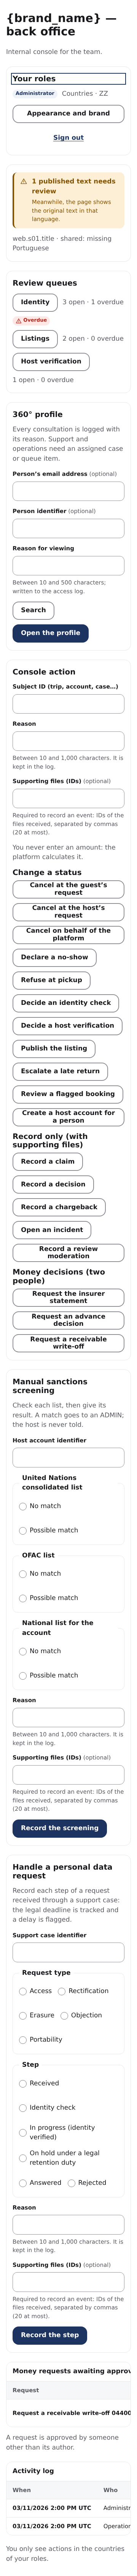 {brand_name} —
back office
Internal console for the team.
Your roles
Administrator Countries · ZZ
Appearance and brand
Sign out
1 published text needs
review
Meanwhile, the page shows
the original text in that
language.
web.s01.title · shared: missing
Portuguese
Review queues
Identity 3 open · 1 overdue
Overdue
Listings 2 open · 0 overdue
Host verification
1 open · 0 overdue
360° profile
Every consultation is logged with
its reason. Support and
operations need an assigned case
or queue item.
Person’s email address (optional)
Person identifier (optional)
Reason for viewing
Between 10 and 500 characters;
written to the access log.
Search
Open the profile
Console action
Subject ID (trip, account, case…)
Reason
Between 10 and 1,000 characters. It is
kept in the log.
Supporting files (IDs) (optional)
Required to record an event: IDs of the
files received, separated by commas
(20 at most).
You never enter an amount: the
platform calculates it.
Change a status
Cancel at the guest’s
request
Cancel at the host’s
request
Cancel on behalf of the
platform
Declare a no-show
Refuse at pickup
Decide an identity check
Decide a host verification
Publish the listing
Escalate a late return
Review a flagged booking
Create a host account for
a person
Record only (with
supporting files)
Record a claim
Record a decision
Record a chargeback
Open an incident
Record a review
moderation
Money decisions (two
people)
Request the insurer
statement
Request an advance
decision
Request a receivable
write-off
Manual sanctions
screening
Check each list, then give its
result. A match goes to an ADMIN;
the host is never told.
Host account identifier
United Nations
consolidated list
No match
Possible match
OFAC list
No match
Possible match
National list for the
account
No match
Possible match
Reason
Between 10 and 1,000 characters. It is
kept in the log.
Supporting files (IDs) (optional)
Required to record an event: IDs of the
files received, separated by commas
(20 at most).
Record the screening
Handle a personal data
request
Record each step of a request
received through a support case:
the legal deadline is tracked and
a delay is flagged.
Support case identifier
Request type
Access Rectification
Erasure Objection
Portability
Step
Received
Identity check
In progress (identity
verified)
On hold under a legal
retention duty
Answered Rejected
Reason
Between 10 and 1,000 characters. It is
kept in the log.
Supporting files (IDs) (optional)
Required to record an event: IDs of the
files received, separated by commas
(20 at most).
Record the step
Money requests awaiting approv
Request
Request a receivable write-off 04400
A request is approved by someone
other than its author.
Activity log
When Who
03/11/2026 2:00 PM UTC Administr
03/11/2026 2:00 PM UTC Operation
You only see actions in the countries
of your roles.